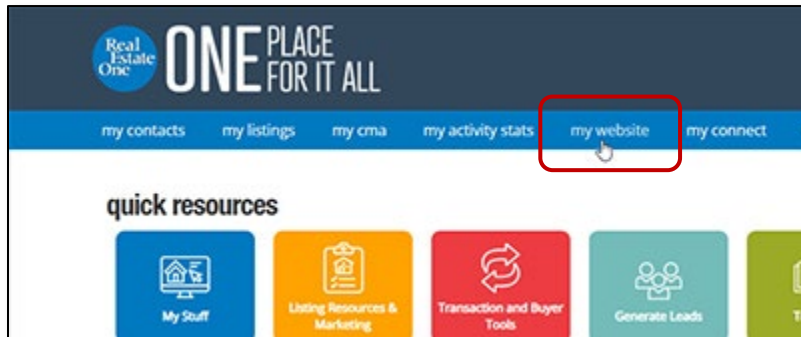 Real
Estate
One
ONE PLACE
FOR IT ALL
my contacts my listings my cma my activity stats my website my connect
quick resources
My Stuff
Listing Resources &
Marketing
Transaction and Buyer
Tools
Generate Leads